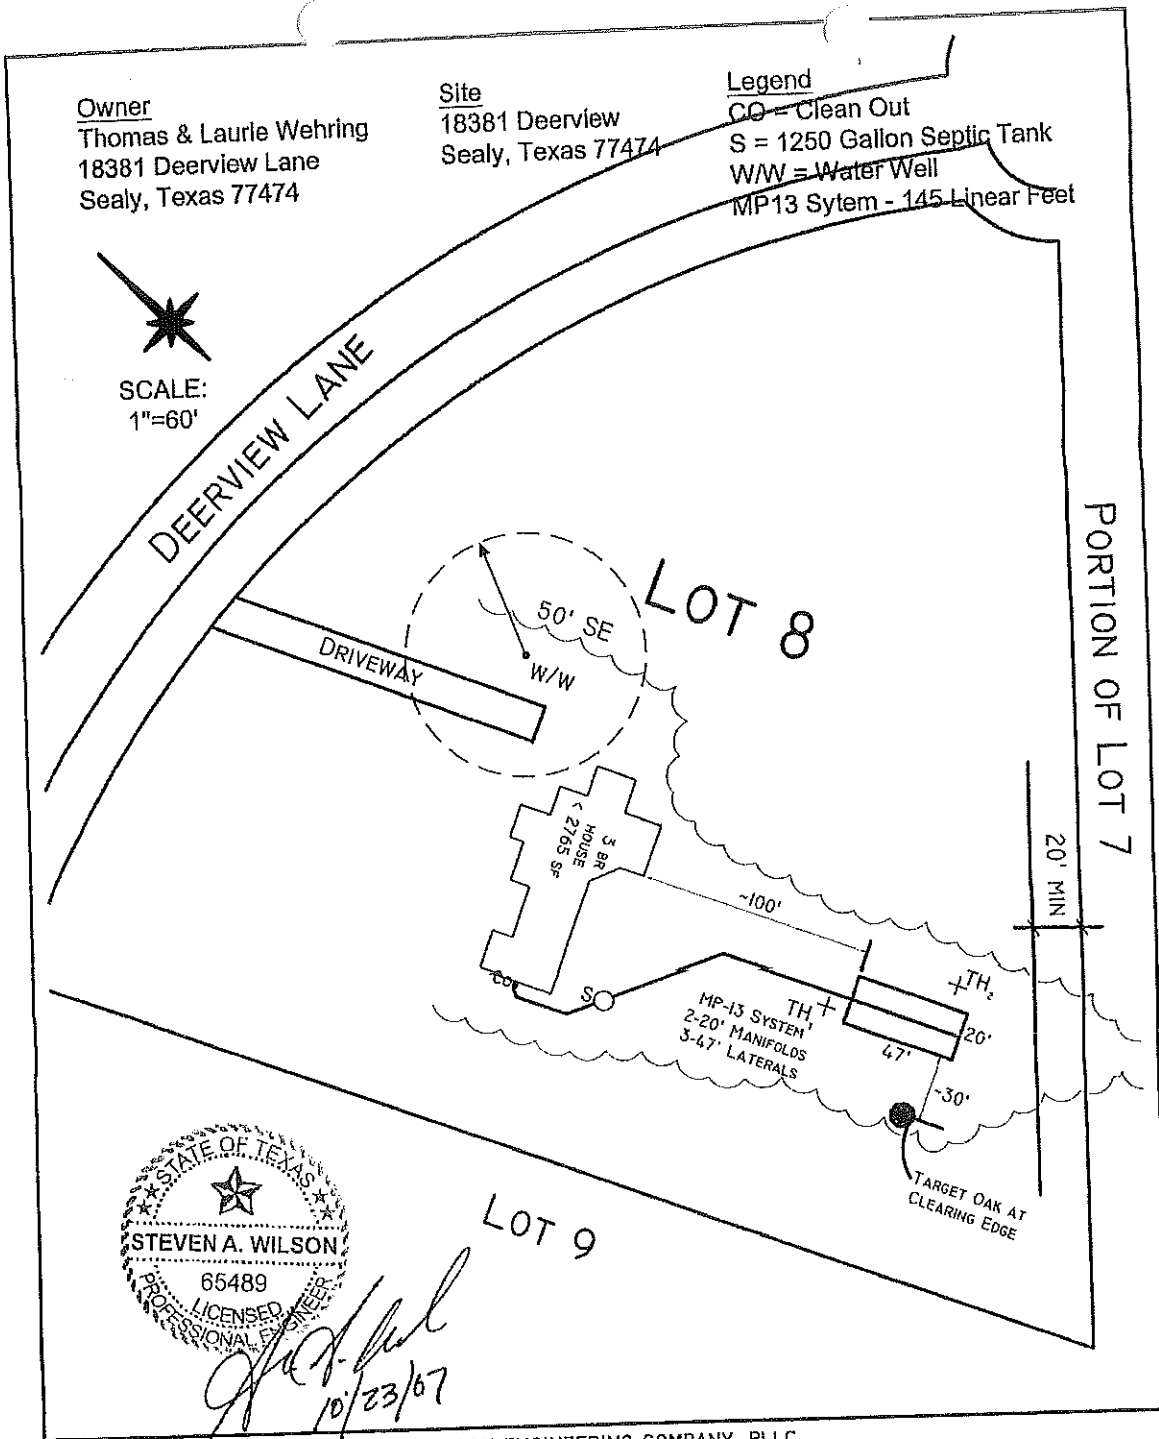 Owner
Thomas & Laurie Wehring
18381 Deerview Lane
Sealy, Texas 77474
Site
18381 Deerview
Sealy, Texas 77474
Legend
CO = Clean Out
S = 1250 Gallon Septic Tank
W/W = Water Well
MP13 Sytem - 145 Linear Feet
SCALE:
1"=60'
DEERVIEW LANE
LOT 8
PORTION OF LOT 7
50' SE
W/W
DRIVEWAY
3 BR
HOUSE
< 2765 SF
20' MIN
~100'
CO
S
MP-13 SYSTEM
2-20' MANIFOLDS
3-47' LATERALS
TH1
TH2
20'
47'
~30'
TARGET OAK AT
CLEARING EDGE
LOT 9
STATE OF TEXAS
STEVEN A. WILSON
65489
LICENSED
PROFESSIONAL ENGINEER
10/23/07
ENGINEERING COMPANY, PLLC